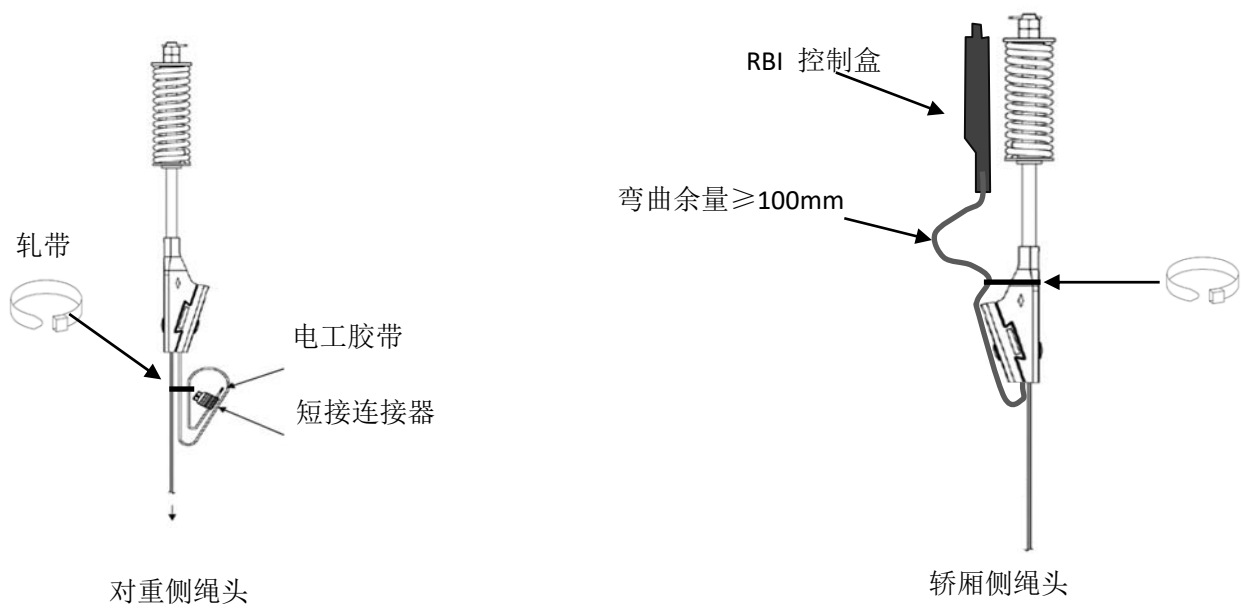 RBI 控制盒
弯曲余量≥100mm
轧带
电工胶带
短接连接器
对重侧绳头
轿厢侧绳头